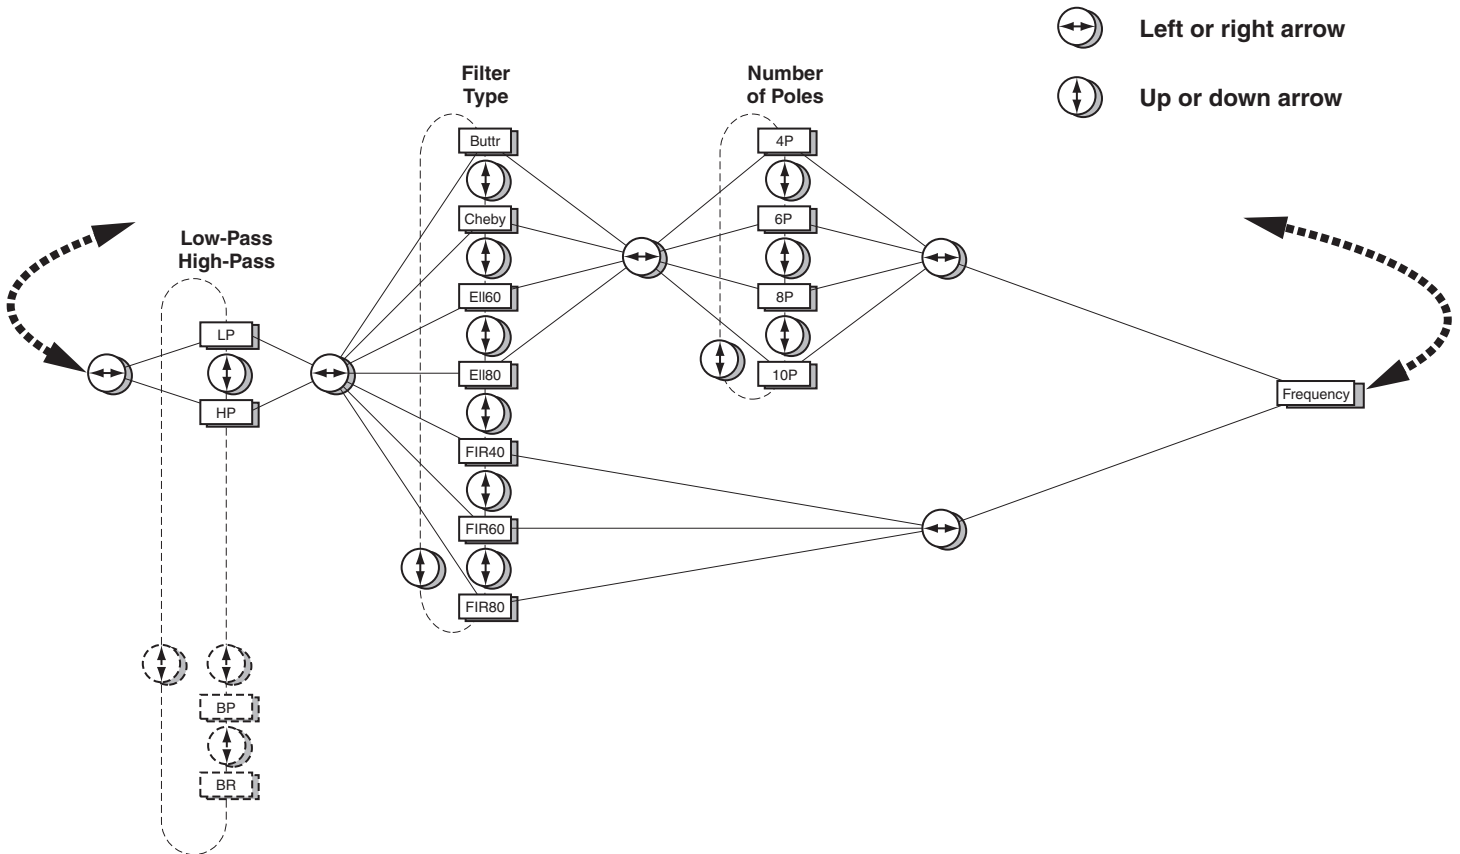 Left or right arrow
Up or down arrow
Filter
Type
Number
of Poles
Low-Pass
High-Pass
LP
HP
BP
BR
Buttr
Cheby
Ell60
Ell80
FIR40
FIR60
FIR80
4P
6P
8P
10P
Frequency